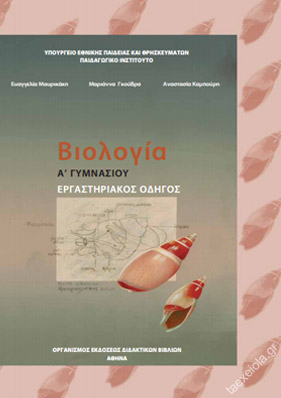 ΥΠΟΥΡΓΕΙΟ ΕΘΝΙΚΗΣ ΠΑΙΔΕΙΑΣ ΚΑΙ ΘΡΗΣΚΕΥΜΑΤΩΝ
ΠΑΙΔΑΓΩΓΙΚΟ ΙΝΣΤΙΤΟΥΤΟ
Ευαγγελία Μαυρικάκη Μαριάννα Γκούβρα Αναστασία Καμπούρη
Βιολογία
Α' ΓΥΜΝΑΣΙΟΥ
ΕΡΓΑΣΤΗΡΙΑΚΟΣ ΟΔΗΓΟΣ
ΟΡΓΑΝΙΣΜΟΣ ΕΚΔΟΣΕΩΣ ΔΙΔΑΚΤΙΚΩΝ ΒΙΒΛΙΩΝ
ΑΘΗΝΑ
taexeiola.gr